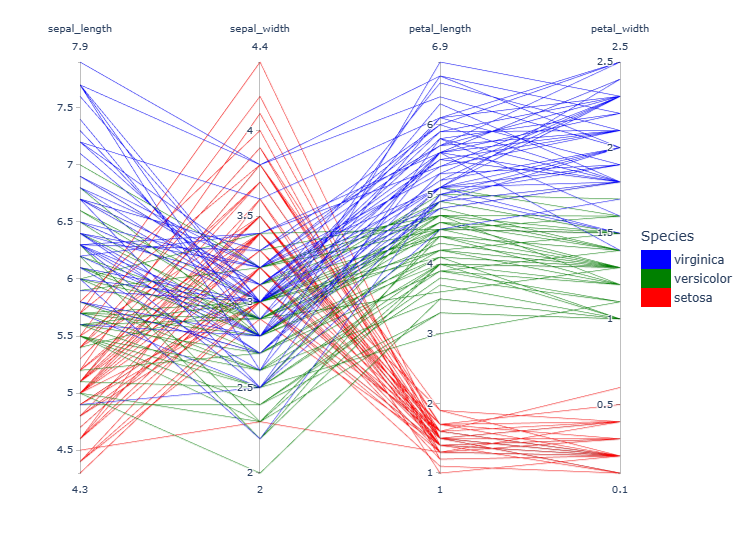 sepal_length sepal_width petal_length petal_width
7.9 4.4 6.9 2.5
2.5
7.5
4 6
7 2
3.5
5
6.5
Species
1.5
virginica
4
6 versicolor
3
setosa
1
5.5 3
2.5
5 2 0.5
4.5
2 1
4.3 2 1 0.1